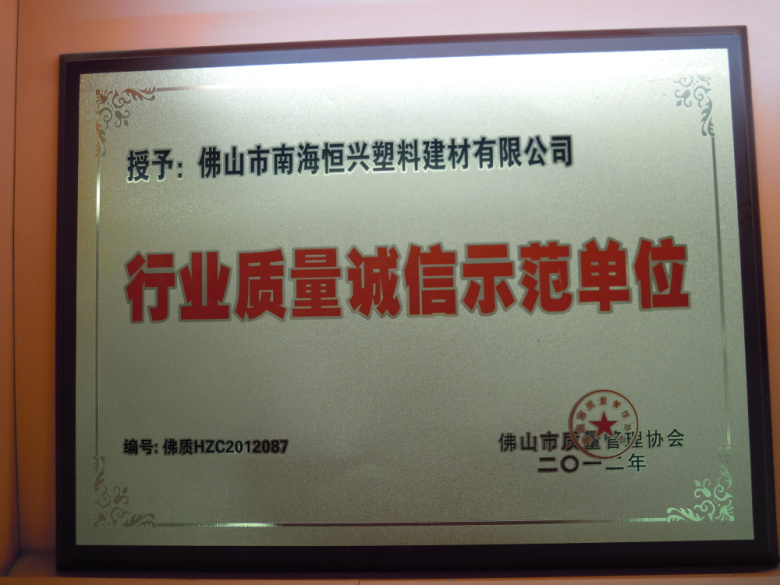 授予：佛山市南海恒兴塑料建材有限公司
行业质量诚信示范单位
编号: 佛质HZC2012087
佛山市质量管理协会
二〇一二年